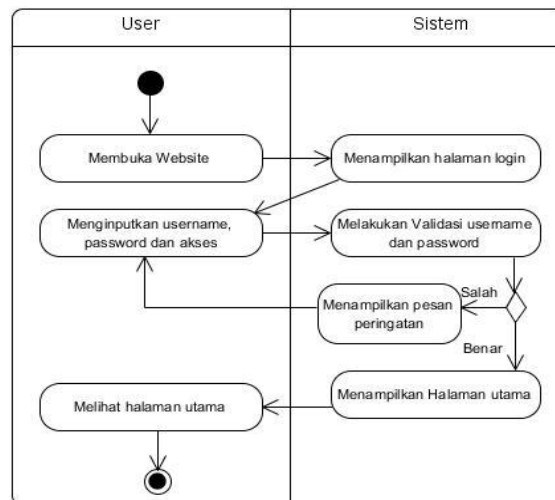 User
Sistem
Membuka Website
Menampilkan halaman login
Menginputkan username,
password dan akses
Melakukan Validasi username
dan password
Salah
Menampilkan pesan
peringatan
Benar
Menampilkan Halaman utama
Melihat halaman utama